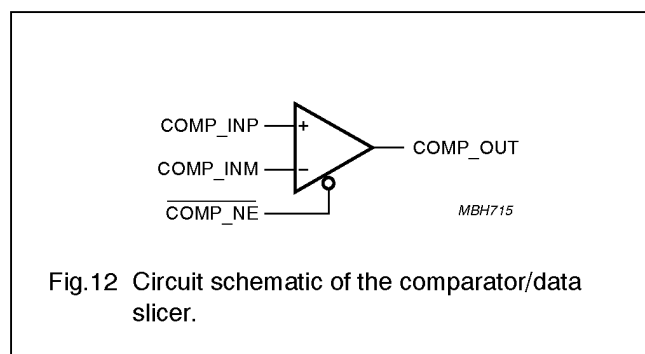 COMP_INP
+
COMP_OUT
COMP_INM
−
COMP_NE
MBH715
Fig.12 Circuit schematic of the comparator/data
slicer.